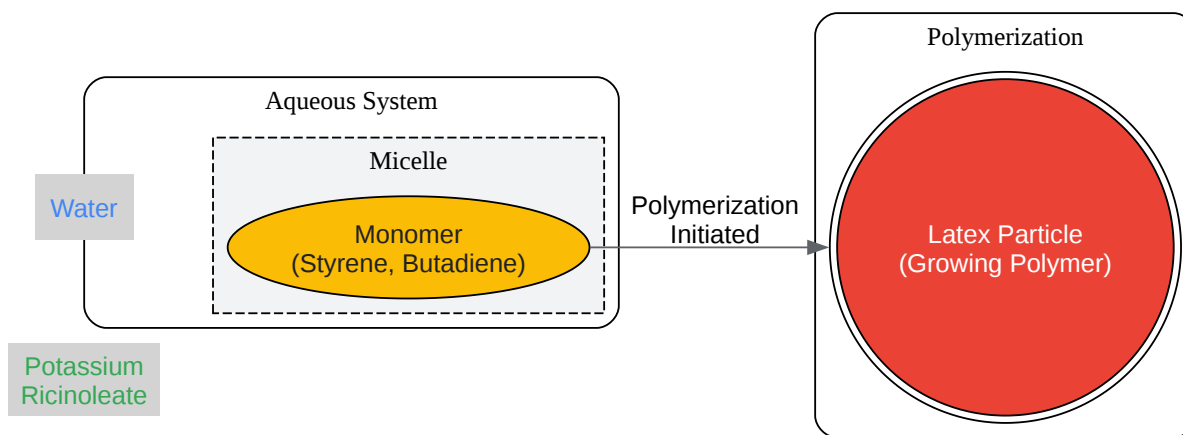 Polymerization
Aqueous System
Micelle
Water
Monomer
(Styrene, Butadiene)
Polymerization
Initiated
Latex Particle
(Growing Polymer)
Potassium
Ricinoleate